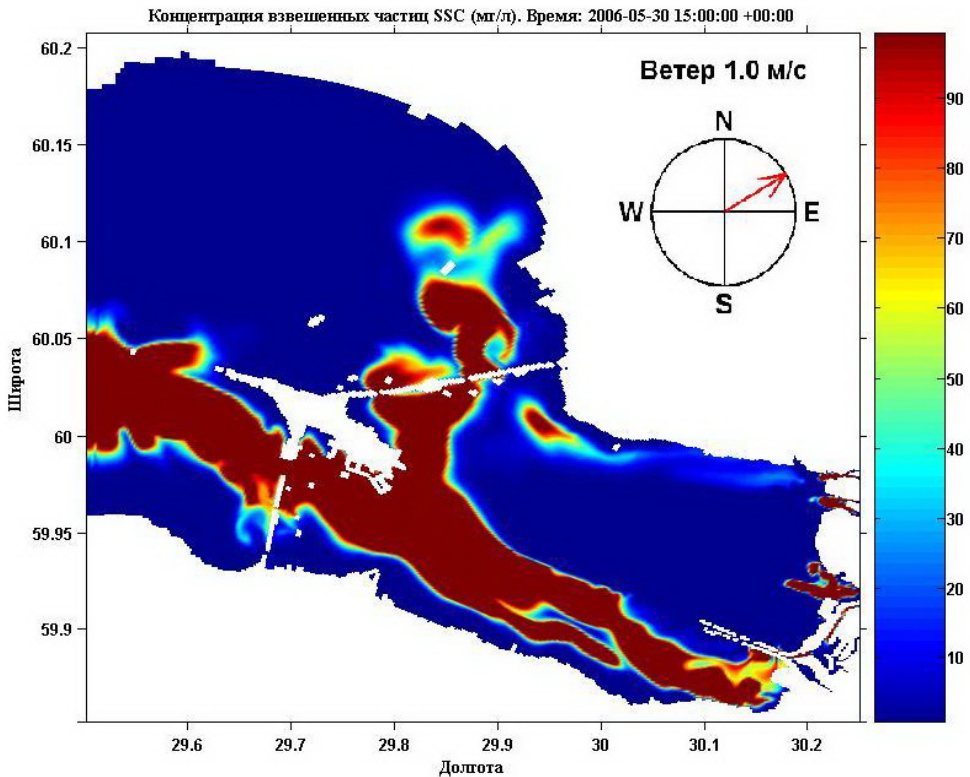 Концентрация взвешенных частиц SSC (мг/л). Время: 2006-05-30 15:00:00 +00:00
Ветер 1.0 м/с
N
W
E
S
60.2
60.15
60.1
60.05
60
59.95
59.9
Широта
29.6
29.7
29.8
29.9
30
30.1
30.2
Долгота
90
80
70
60
50
40
30
20
10